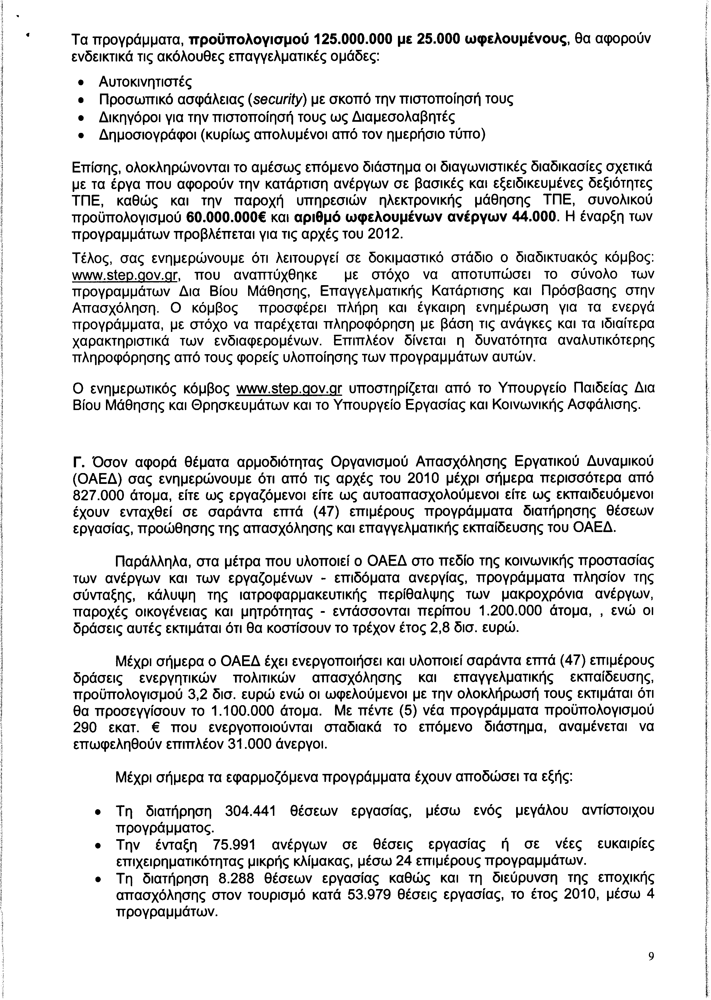 Τα προγράμματα, προϋπολογισμού 125.000.000 με 25.000 ωφελουμένους, θα αφορούν
ενδεικτικά τις ακόλουθες επαγγελματικές ομάδες:
• Αυτοκινητιστές
• Προσωπικό ασφάλειας (security) με σκοπό την πιστοποίησή τους
• Δικηγόροι για την πιστοποίησή τους ως Διαμεσολαβητές
• Δημοσιογράφοι (κυρίως απολυμένοι από τον ημερήσιο τύπο)
Επίσης, ολοκληρώνονται το αμέσως επόμενο διάστημα οι διαγωνιστικές διαδικασίες σχετικά
με τα έργα που αφορούν την κατάρτιση ανέργων σε βασικές και εξειδικευμένες δεξιότητες
ΤΠΕ, καθώς και την παροχή υπηρεσιών ηλεκτρονικής μάθησης ΤΠΕ, συνολικού
προϋπολογισμού 60.000.000€ και αριθμό ωφελουμένων ανέργων 44.000. Η έναρξη των
προγραμμάτων προβλέπεται για τις αρχές του 2012.
Τέλος, σας ενημερώνουμε ότι λειτουργεί σε δοκιμαστικό στάδιο ο διαδικτυακός κόμβος:
www.step.gov.gr, που αναπτύχθηκε με στόχο να αποτυπώσει το σύνολο των
προγραμμάτων Δια Βίου Μάθησης, Επαγγελματικής Κατάρτισης και Πρόσβασης στην
Απασχόληση. Ο κόμβος προσφέρει πλήρη και έγκαιρη ενημέρωση για τα ενεργά
προγράμματα, με στόχο να παρέχεται πληροφόρηση με βάση τις ανάγκες και τα ιδιαίτερα
χαρακτηριστικά των ενδιαφερομένων. Επιπλέον δίνεται η δυνατότητα αναλυτικότερης
πληροφόρησης από τους φορείς υλοποίησης των προγραμμάτων αυτών.
Ο ενημερωτικός κόμβος www.step.gov.gr υποστηρίζεται από το Υπουργείο Παιδείας Δια
Βίου Μάθησης και Θρησκευμάτων και το Υπουργείο Εργασίας και Κοινωνικής Ασφάλισης.
Γ. Όσον αφορά θέματα αρμοδιότητας Οργανισμού Απασχόλησης Εργατικού Δυναμικού
(ΟΑΕΔ) σας ενημερώνουμε ότι από τις αρχές του 2010 μέχρι σήμερα περισσότερα από
827.000 άτομα, είτε ως εργαζόμενοι είτε ως αυτοαπασχολούμενοι είτε ως εκπαιδευόμενοι
έχουν ενταχθεί σε σαράντα επτά (47) επιμέρους προγράμματα διατήρησης θέσεων
εργασίας, προώθησης της απασχόλησης και επαγγελματικής εκπαίδευσης του ΟΑΕΔ.
Παράλληλα, στα μέτρα που υλοποιεί ο ΟΑΕΔ στο πεδίο της κοινωνικής προστασίας
των ανέργων και των εργαζομένων - επιδόματα ανεργίας, προγράμματα πλησίον της
σύνταξης, κάλυψη της ιατροφαρμακευτικής περίθαλψης των μακροχρόνια ανέργων,
παροχές οικογένειας και μητρότητας - εντάσσονται περίπου 1.200.000 άτομα, , ενώ οι
δράσεις αυτές εκτιμάται ότι θα κοστίσουν το τρέχον έτος 2,8 δισ. ευρώ.
Μέχρι σήμερα ο ΟΑΕΔ έχει ενεργοποιήσει και υλοποιεί σαράντα επτά (47) επιμέρους
δράσεις ενεργητικών πολιτικών απασχόλησης και επαγγελματικής εκπαίδευσης,
προϋπολογισμού 3,2 δισ. ευρώ ενώ οι ωφελούμενοι με την ολοκλήρωσή τους εκτιμάται ότι
θα προσεγγίσουν το 1.100.000 άτομα. Με πέντε (5) νέα προγράμματα προϋπολογισμού
290 εκατ. € που ενεργοποιούνται σταδιακά το επόμενο διάστημα, αναμένεται να
επωφεληθούν επιπλέον 31.000 άνεργοι.
Μέχρι σήμερα τα εφαρμοζόμενα προγράμματα έχουν αποδώσει τα εξής:
• Τη διατήρηση 304.441 θέσεων εργασίας, μέσω ενός μεγάλου αντίστοιχου
προγράμματος.
• Την ένταξη 75.991 ανέργων σε θέσεις εργασίας ή σε νέες ευκαιρίες
επιχειρηματικότητας μικρής κλίμακας, μέσω 24 επιμέρους προγραμμάτων.
• Τη διατήρηση 8.288 θέσεων εργασίας καθώς και τη διεύρυνση της εποχικής
απασχόλησης στον τουρισμό κατά 53.979 θέσεις εργασίας, το έτος 2010, μέσω 4
προγραμμάτων.
9